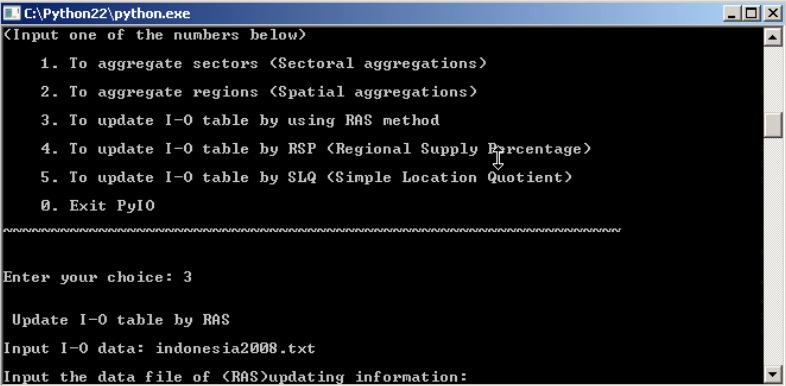 C:\Python22\python.exe
(Input one of the numbers below)
1. To aggregate sectors (Sectoral aggregations)
2. To aggregate regions (Spatial aggregations)
3. To update I-O table by using RAS method
4. To update I-O table by RSP (Regional Supply Percentage)
5. To update I-O table by SLQ (Simple Location Quotient)
0. Exit PyIO
~~~~~~~~~~~~~~~~~~~~~~~~~~~~~~~~~~~~~~~~~~~~~~~~~~~~~~~~~~~~~~~~~
Enter your choice: 3
Update I-O table by RAS
Input I-O data: indonesia2008.txt
Input the data file of (RAS)updating information: